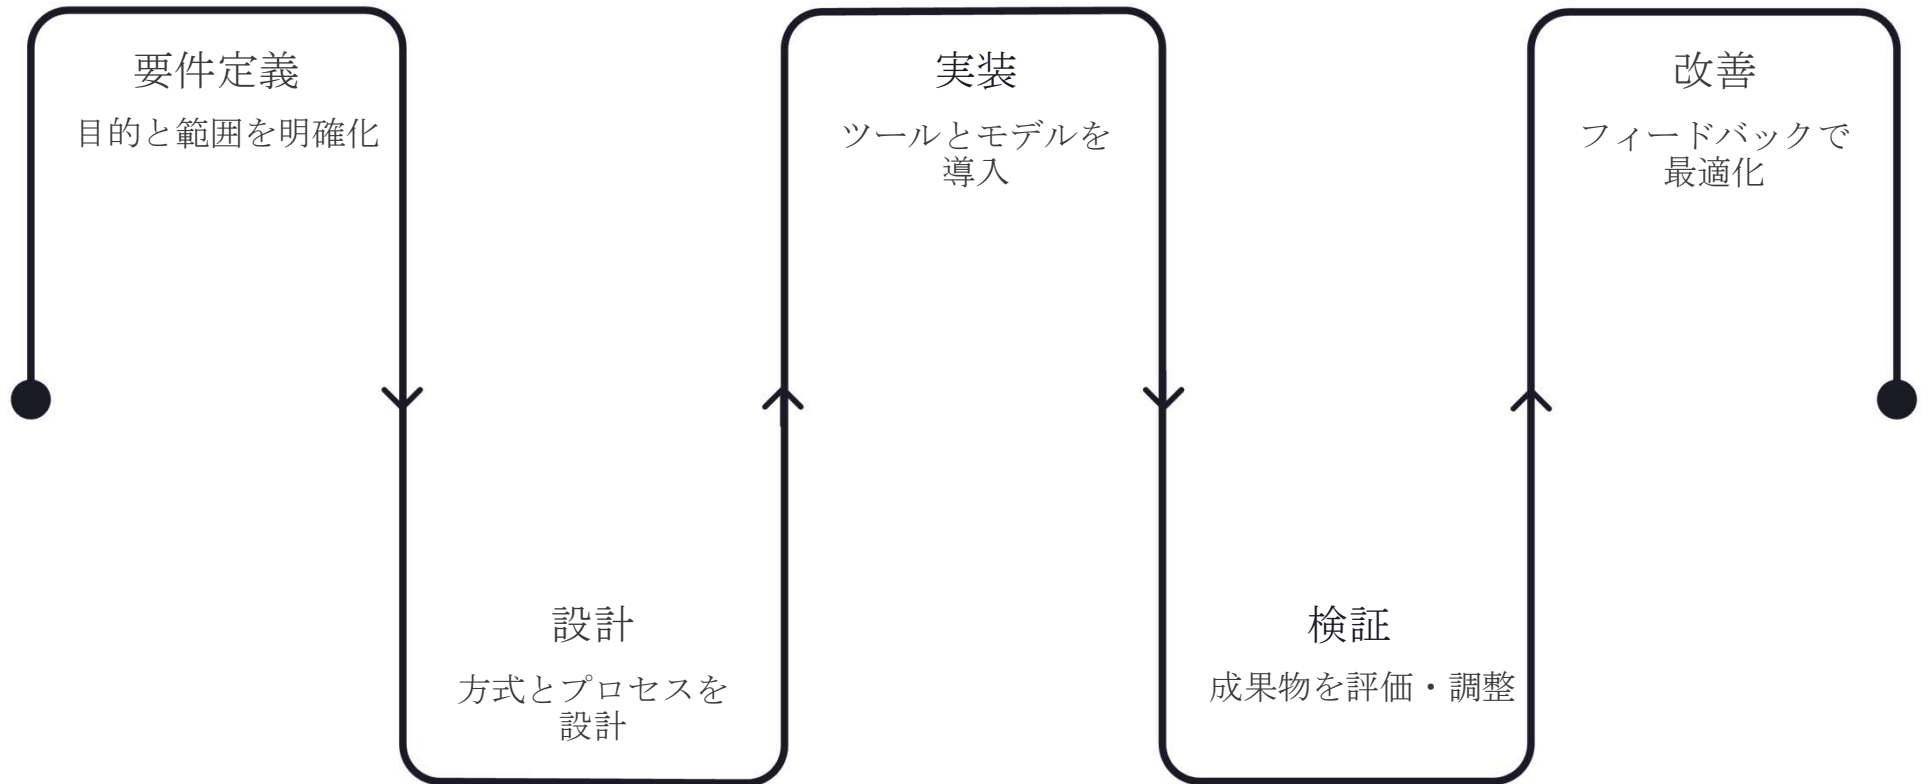 要件定義
目的と範囲を明確化
設計
方式とプロセスを
設計
実装
ツールとモデルを
導入
検証
成果物を評価・調整
改善
フィードバックで
最適化